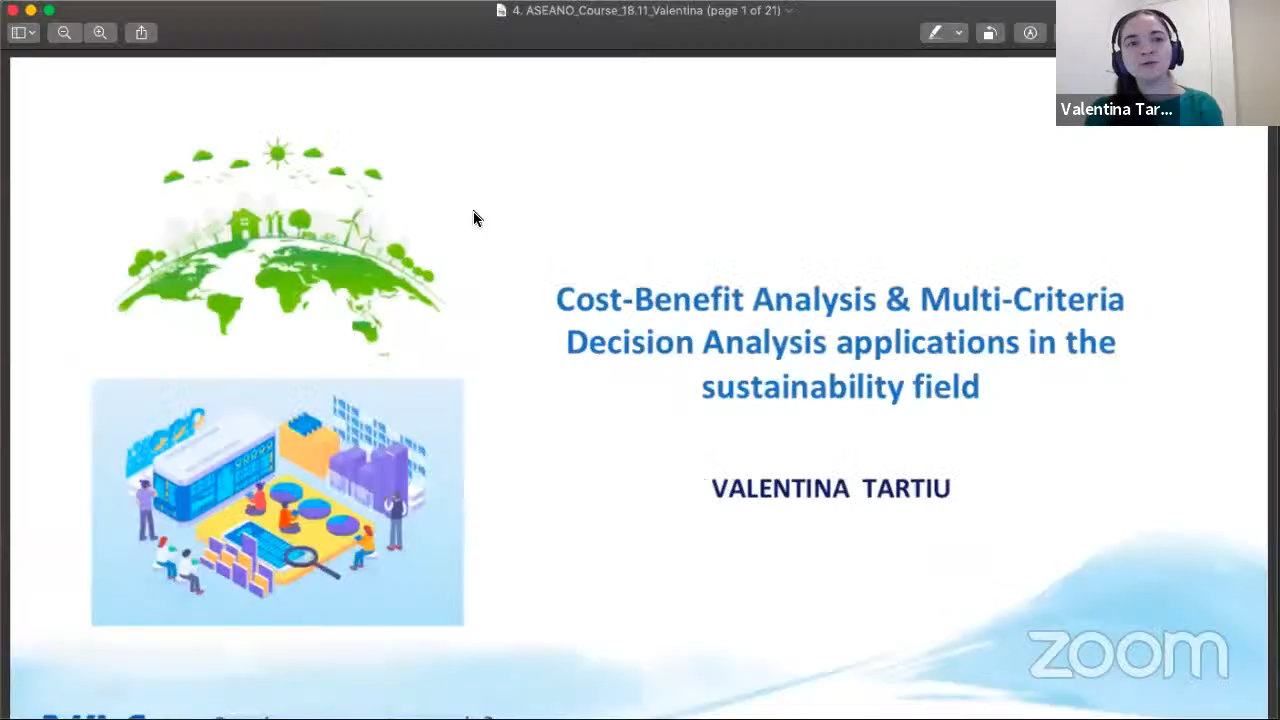 4. ASEANO_Course_18.11_Valentina (page 1 of 21)
Valentina Tar...
Cost-Benefit Analysis & Multi-Criteria
Decision Analysis applications in the
sustainability field
VALENTINA TARTIU
zoom